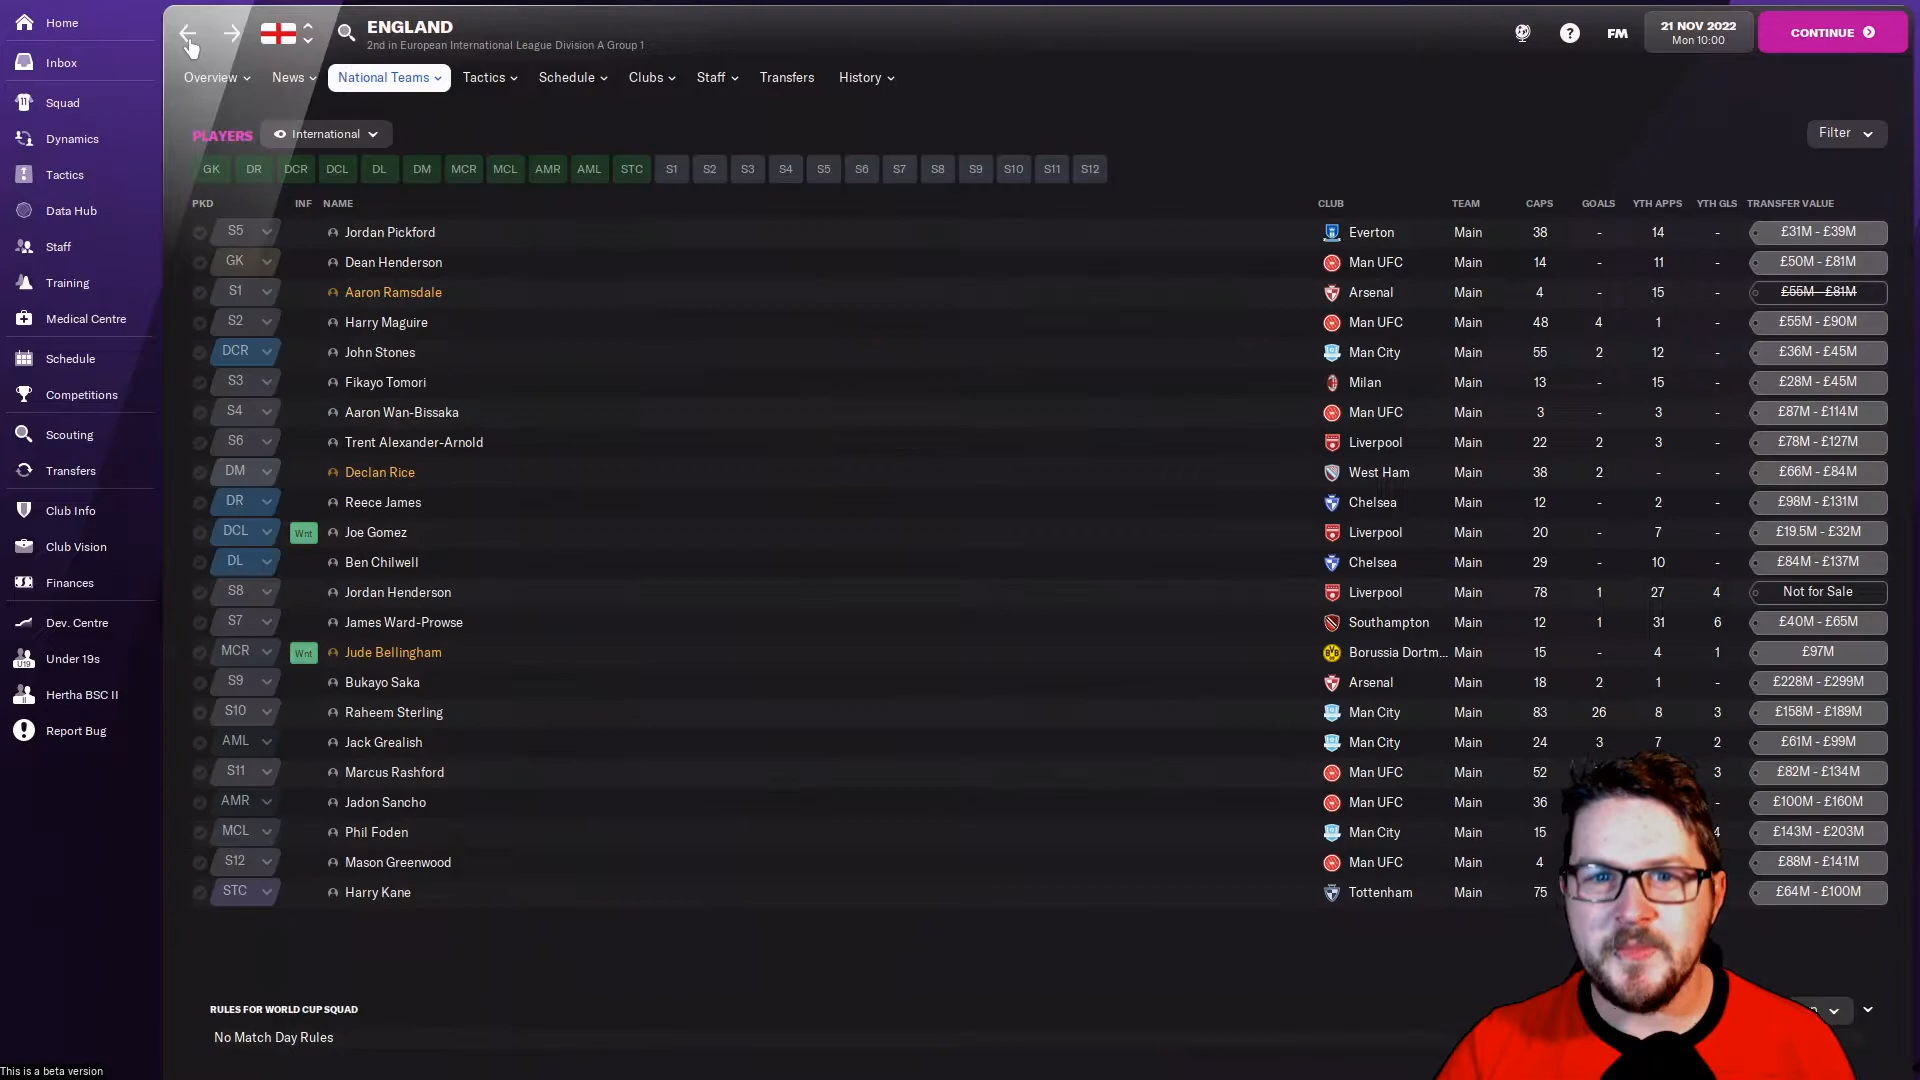 Home
Inbox
Squad
Dynamics
Tactics
Data Hub
Staff
Training
Medical Centre
Schedule
Competitions
Scouting
Transfers
Club Info
Club Vision
Finances
Dev. Centre
Under 19s
Hertha BSC II
Report Bug
This is a beta version
ENGLAND
2nd in European International League Division A Group 1
? FM 21 NOV 2022 CONTINUE
Mon 10:00
Overview News National Teams Tactics Schedule Clubs Staff Transfers History
PLAYERS International Filter
GK DR DCR DCL DL DM MCR MCL AMR AML STC S1 S2 S3 S4 S5 S6 S7 S8 S9 S10 S11 S12
PKD INF NAME CLUB TEAM CAPS GOALS YTH APPS YTH GLS TRANSFER VALUE
S5 Jordan Pickford Everton Main 38 - 14 - £31M - £39M
GK Dean Henderson Man UFC Main 14 - 11 - £50M - £81M
S1 Aaron Ramsdale Arsenal Main 4 - 15 - £55M - £81M
S2 Harry Maguire Man UFC Main 48 4 1 - £55M - £90M
DCR John Stones Man City Main 55 2 12 - £36M - £45M
S3 Fikayo Tomori Milan Main 13 - 15 - £28M - £45M
S4 Aaron Wan-Bissaka Man UFC Main 3 - 3 - £87M - £114M
S6 Trent Alexander-Arnold Liverpool Main 22 2 3 - £78M - £127M
DM Declan Rice West Ham Main 38 2 - - £66M - £84M
DR Reece James Chelsea Main 12 - 2 - £98M - £131M
DCL Wnt Joe Gomez Liverpool Main 20 - 7 - £19.5M - £32M
DL Ben Chilwell Chelsea Main 29 - 10 - £84M - £137M
S8 Jordan Henderson Liverpool Main 78 1 27 4 Not for Sale
S7 James Ward-Prowse Southampton Main 12 1 31 6 £40M - £65M
MCR Wnt Jude Bellingham Borussia Dortm... Main 15 - 4 1 £97M
S9 Bukayo Saka Arsenal Main 18 2 1 - £228M - £299M
S10 Raheem Sterling Man City Main 83 26 8 3 £158M - £189M
AML Jack Grealish Man City Main 24 3 7 2 £61M - £99M
S11 Marcus Rashford Man UFC Main 52 3 £82M - £134M
AMR Jadon Sancho Man UFC Main 36 - £100M - £160M
MCL Phil Foden Man City Main 15 4 £143M - £203M
S12 Mason Greenwood Man UFC Main 4 £88M - £141M
STC Harry Kane Tottenham Main 75 £64M - £100M
RULES FOR WORLD CUP SQUAD
No Match Day Rules